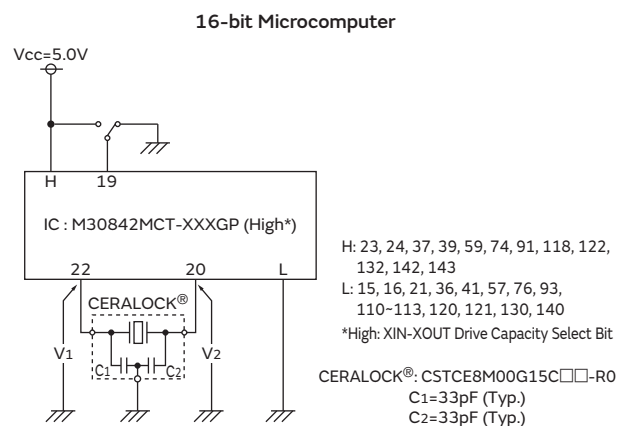 16-bit Microcomputer
Vcc=5.0V
H 19
IC : M30842MCT-XXXGP (High*)
22 20 L
CERALOCK®
V1 C1 C2 V2
H: 23, 24, 37, 39, 59, 74, 91, 118, 122,
132, 142, 143
L: 15, 16, 21, 36, 41, 57, 76, 93,
110~113, 120, 121, 130, 140
*High: XIN-XOUT Drive Capacity Select Bit
CERALOCK®: CSTCE8M00G15C□□-R0
C1=33pF (Typ.)
C2=33pF (Typ.)